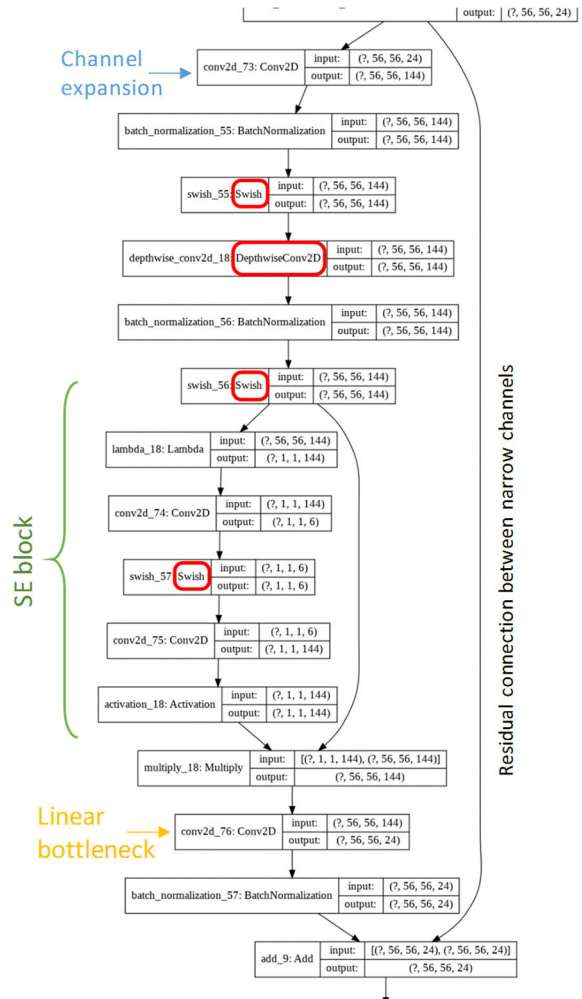 output: (?, 56, 56, 24)
Channel
expansion
conv2d_73: Conv2D
input: (?, 56, 56, 24)
output: (?, 56, 56, 144)
batch_normalization_55: BatchNormalization
input: (?, 56, 56, 144)
output: (?, 56, 56, 144)
swish_55: Swish
input: (?, 56, 56, 144)
output: (?, 56, 56, 144)
depthwise_conv2d_18: DepthwiseConv2D
input: (?, 56, 56, 144)
output: (?, 56, 56, 144)
batch_normalization_56: BatchNormalization
input: (?, 56, 56, 144)
output: (?, 56, 56, 144)
swish_56: Swish
input: (?, 56, 56, 144)
output: (?, 56, 56, 144)
SE block
lambda_18: Lambda
input: (?, 56, 56, 144)
output: (?, 1, 1, 144)
conv2d_74: Conv2D
input: (?, 1, 1, 144)
output: (?, 1, 1, 6)
swish_57: Swish
input: (?, 1, 1, 6)
output: (?, 1, 1, 6)
conv2d_75: Conv2D
input: (?, 1, 1, 6)
output: (?, 1, 1, 144)
activation_18: Activation
input: (?, 1, 1, 144)
output: (?, 1, 1, 144)
Residual connection between narrow channels
multiply_18: Multiply
input: [(?, 1, 1, 144), (?, 56, 56, 144)]
output: (?, 56, 56, 144)
Linear
bottleneck
conv2d_76: Conv2D
input: (?, 56, 56, 144)
output: (?, 56, 56, 24)
batch_normalization_57: BatchNormalization
input: (?, 56, 56, 24)
output: (?, 56, 56, 24)
add_9: Add
input: [(?, 56, 56, 24), (?, 56, 56, 24)]
output: (?, 56, 56, 24)